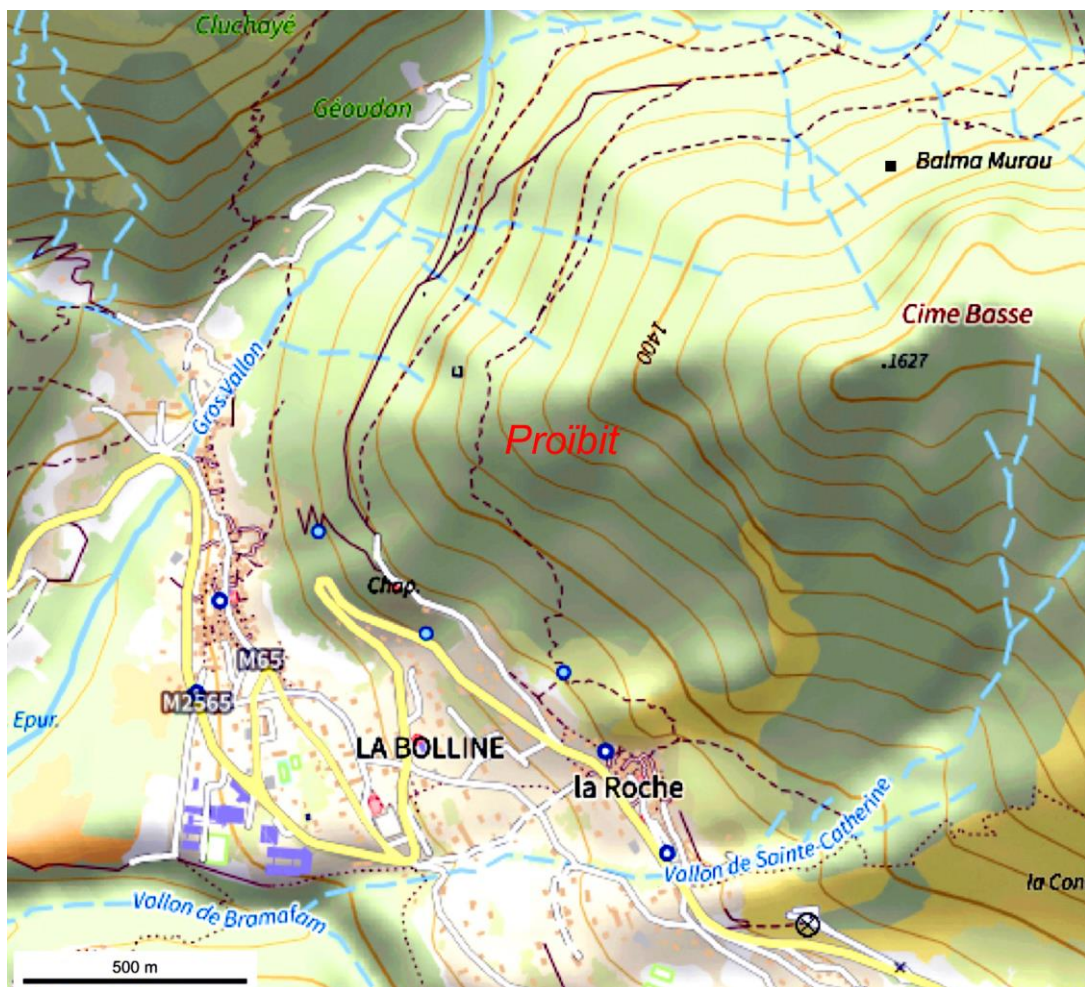 Cluchayé
Géoudan
Balma Murau
Cime Basse
1400
.1627
Gros Vallon
Proïbit
Chap.
M65
M2565
Epur.
LA BOLLINE
la Roche
Vallon de Sainte-Catherine
la Con
Vallon de Bramafam
500 m